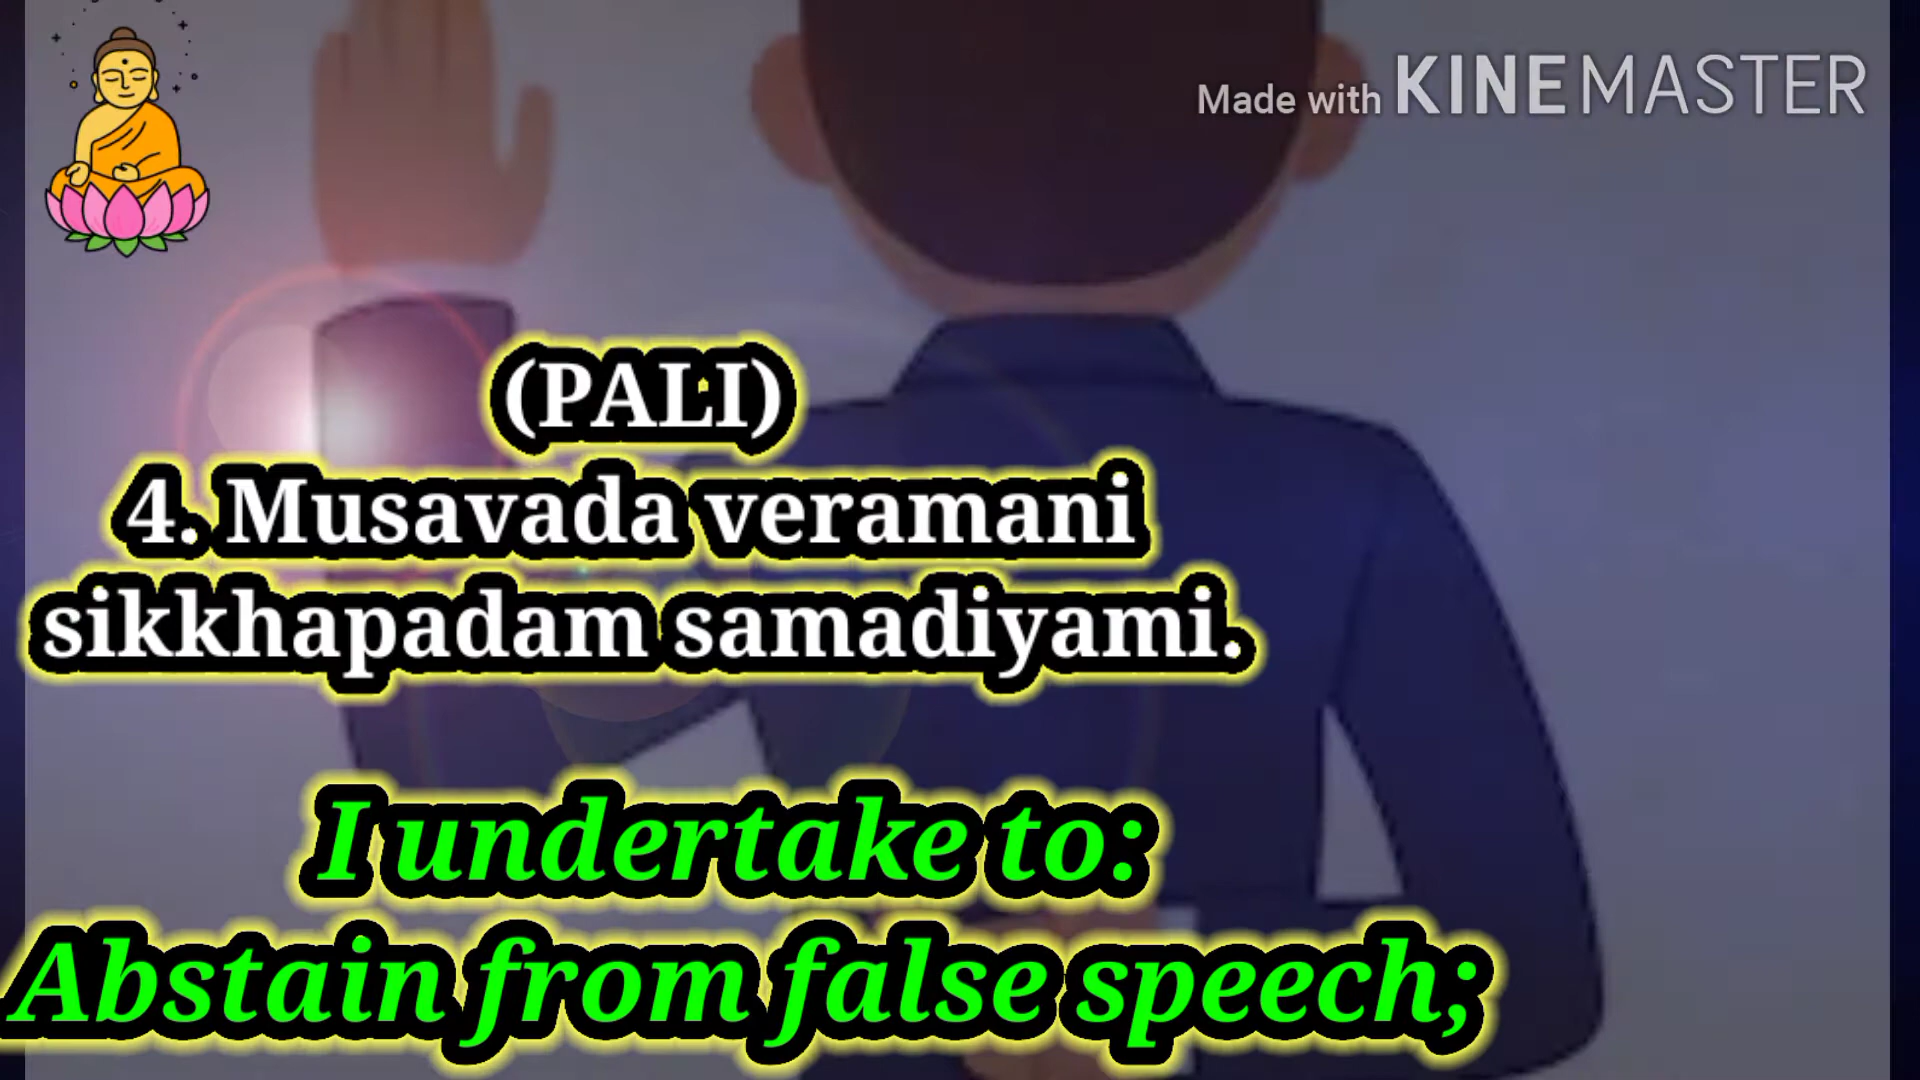 Made with KINEMASTER
(PALI)
4. Musavada veramani
sikkhapadam samadiyami.
I undertake to:
Abstain from false speech;